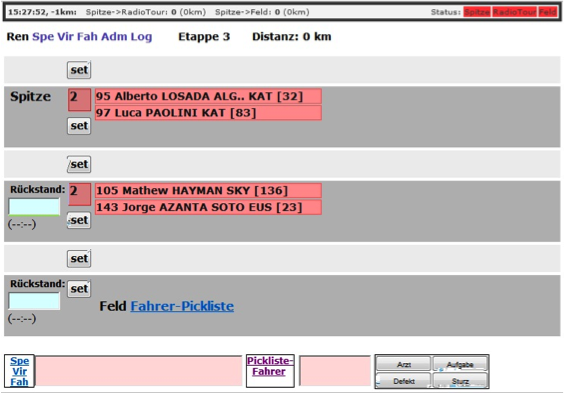 15:27:52, -1km: Spitze->RadioTour: 0 (0km) Spitze->Feld: 0 (0km) Status: Spitze RadioTour Feld
Ren Spe Vir Fah Adm Log Etappe 3 Distanz: 0 km
set
Spitze 2 95 Alberto LOSADA ALG.. KAT [32]
97 Luca PAOLINI KAT [83]
set
set
Rückstand: 2 105 Mathew HAYMAN SKY [136]
143 Jorge AZANTA SOTO EUS [23]
(--:--) set
set
Rückstand: set
Feld Fahrer-Pickliste
(--:--)
Spe Pickliste- Arzt Aufgabe
Vir Fahrer
Fah Defekt Sturz